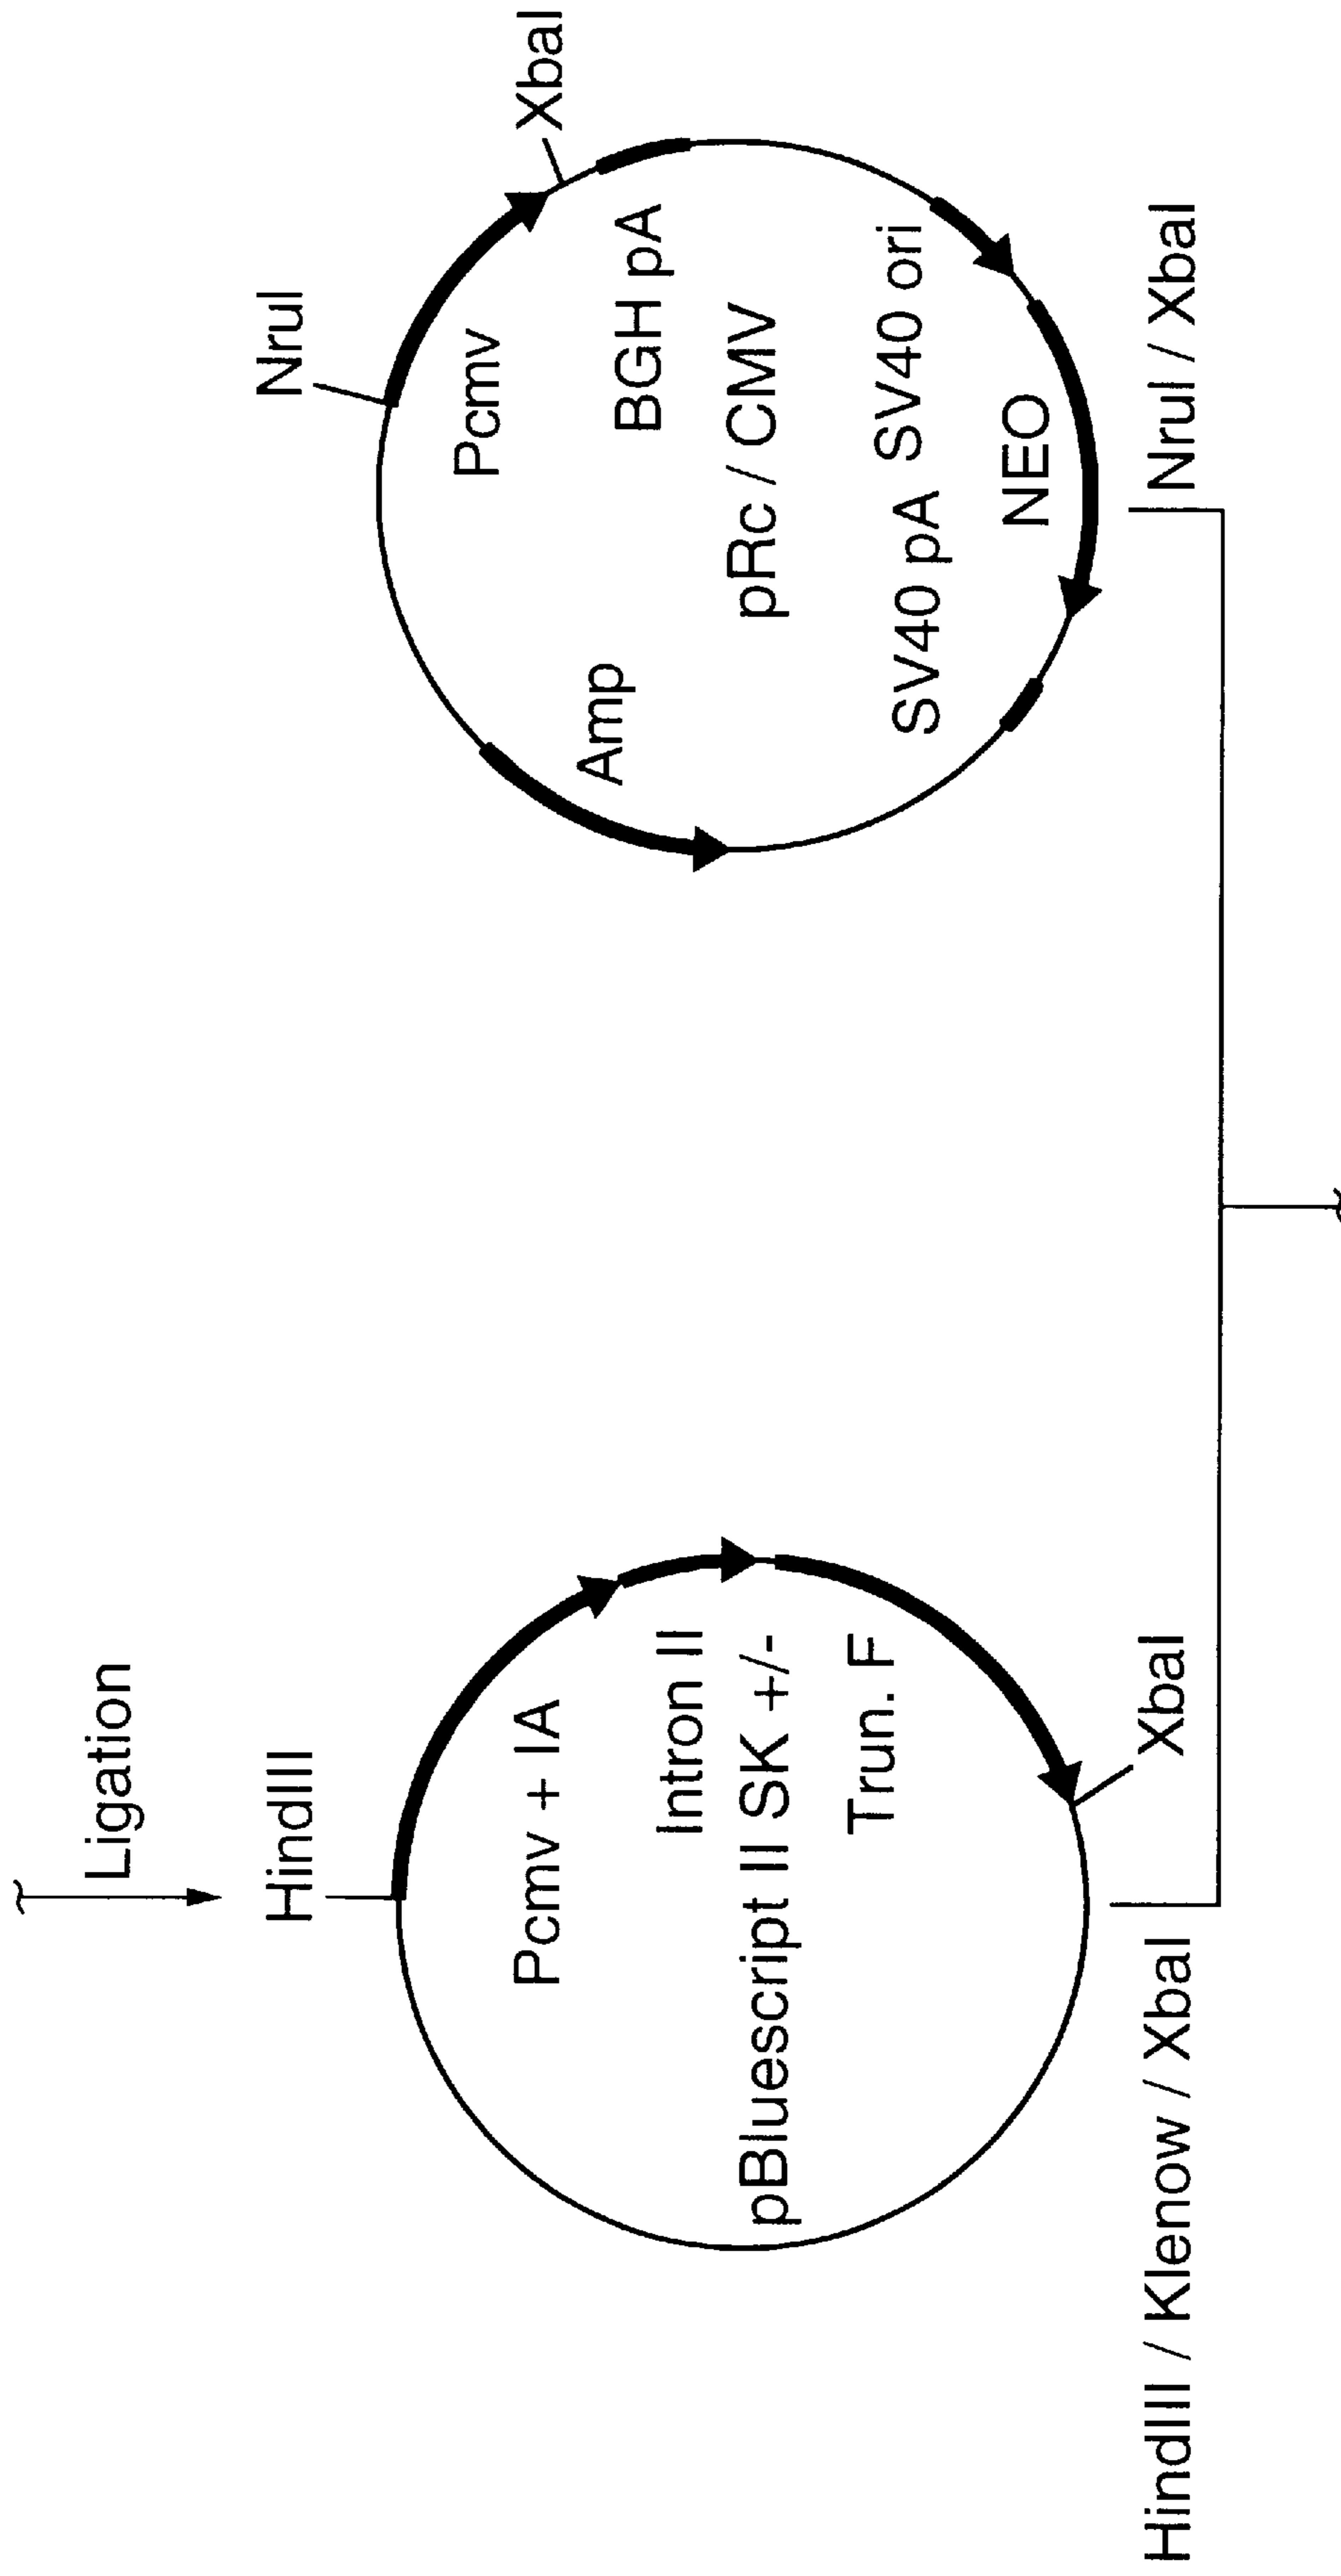 Ligation
HindIII
Pcmv + IA
Intron II
pBluescript II SK +/-
Trun. F
XbaI
HindIII / Klenow / XbaI
NruI
XbaI
Pcmv
BGH pA
Amp
pRc / CMV
SV40 pA SV40 ori
NEO
NruI / XbaI